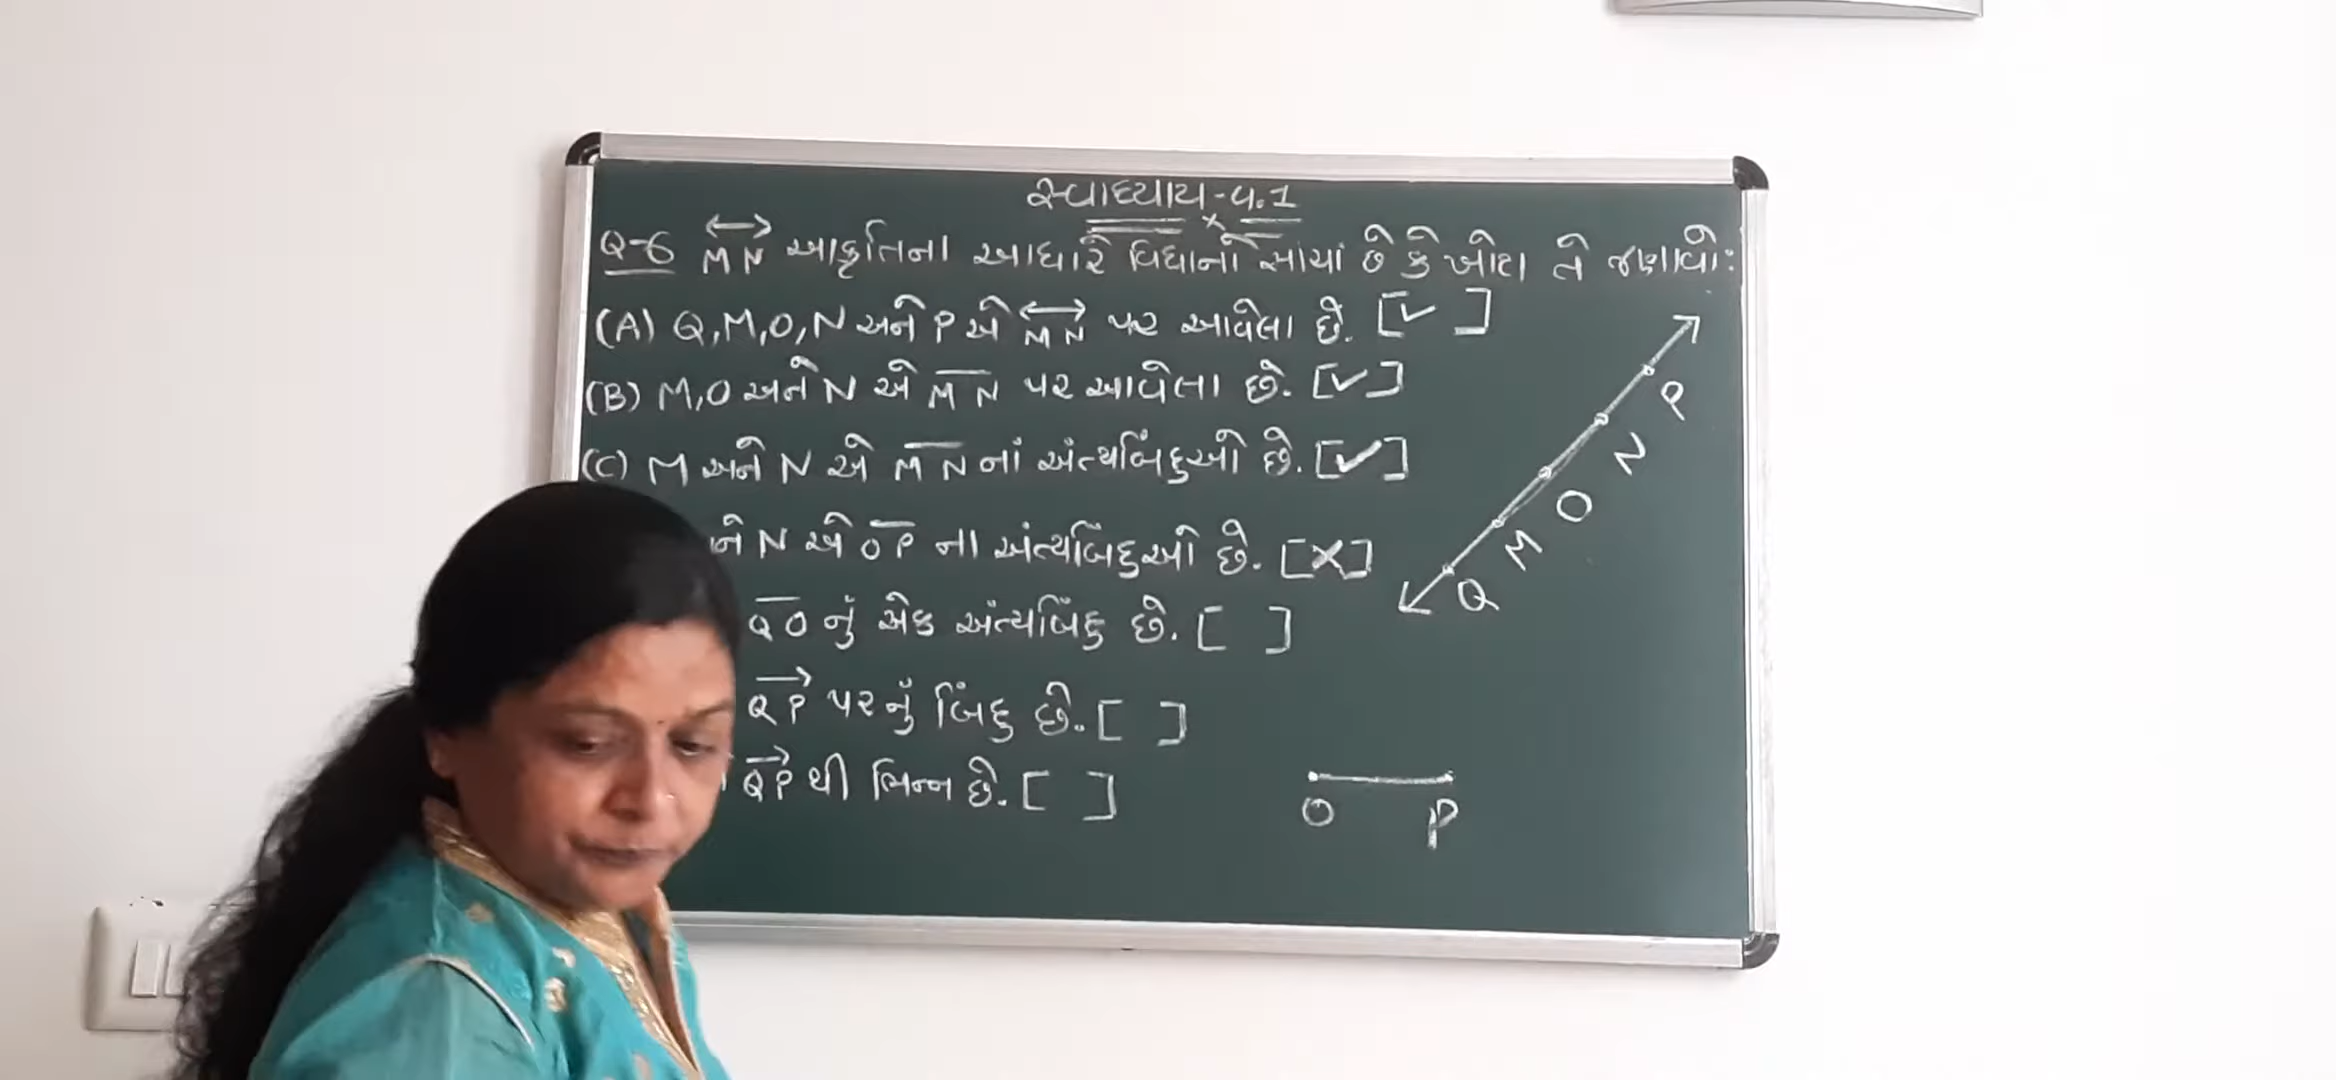 સ્વાધ્યાય-૫.1
Q-6 MN આકૃતિના આધારે વિધાનો સાચાં છે કે ખોટા તે જણાવો:
(A) Q,M,O,N અને P એ MN પર આવેલા છે. [✓]
(B) M,O અને N એ MN પર આવેલા છે. [✓]
(C) M અને N એ MN નાં અંત્યબિંદુઓ છે. [✓]
ને N એ OP ના અંત્યબિંદુઓ છે. [X]
QO નું એક અંત્યબિંદુ છે. [ ]
QP પરનું બિંદુ છે. [ ]
QP થી ભિન્ન છે. [ ]
P
N
O
M
Q
O P